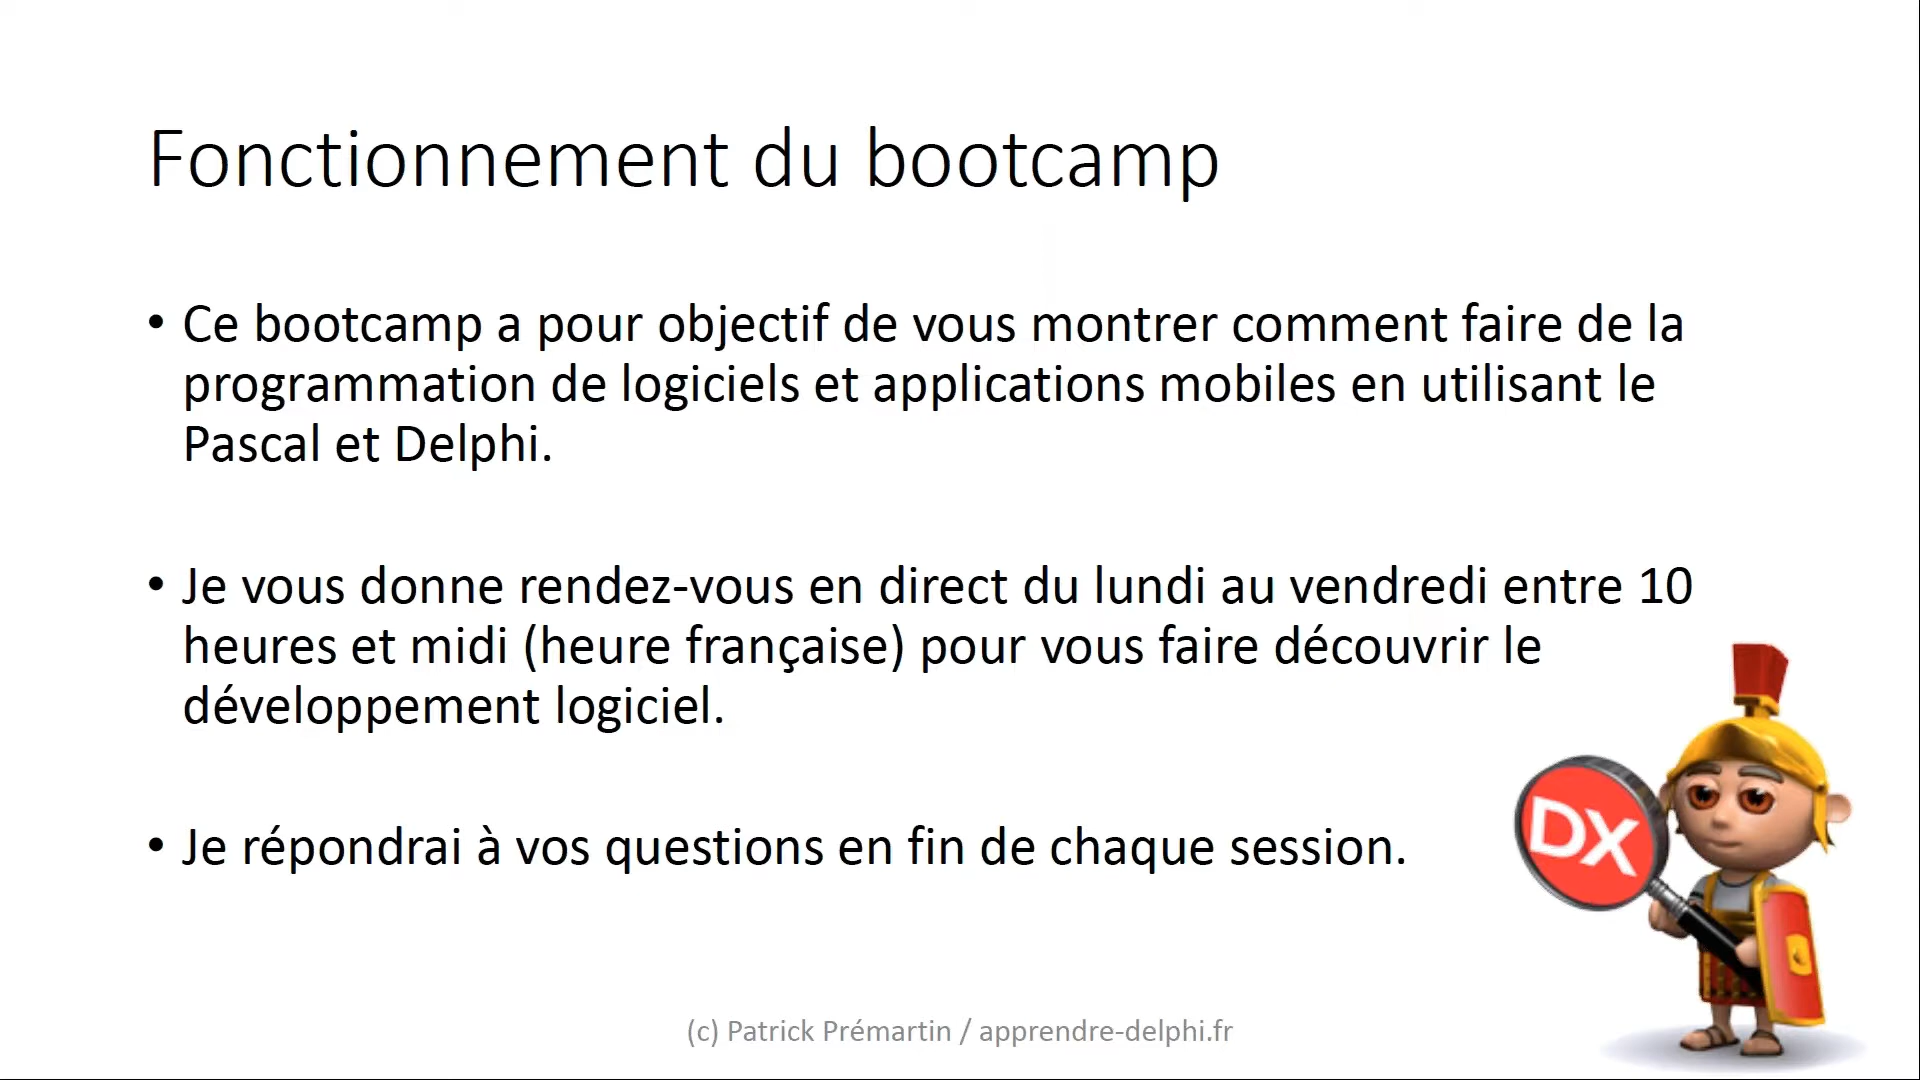 Fonctionnement du bootcamp
• Ce bootcamp a pour objectif de vous montrer comment faire de la
programmation de logiciels et applications mobiles en utilisant le
Pascal et Delphi.
• Je vous donne rendez-vous en direct du lundi au vendredi entre 10
heures et midi (heure française) pour vous faire découvrir le
développement logiciel.
• Je répondrai à vos questions en fin de chaque session.
DX
(c) Patrick Prémartin / apprendre-delphi.fr